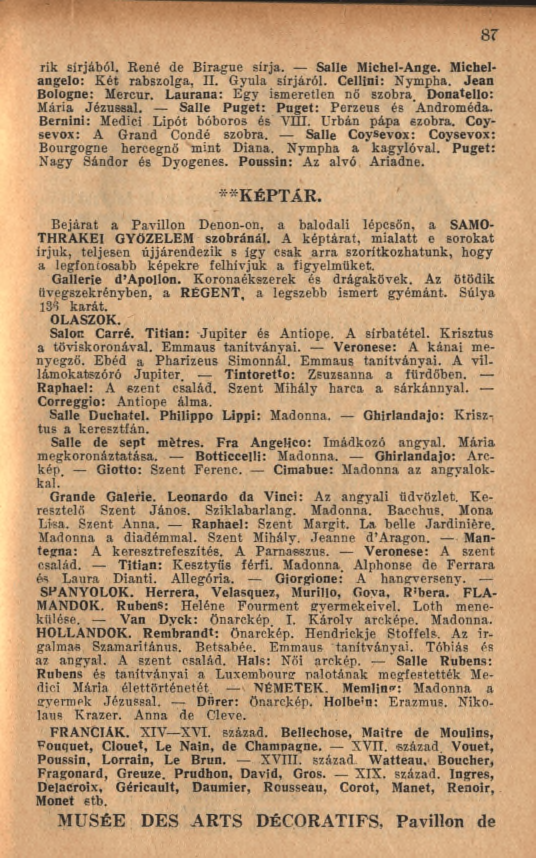 87
rik sírjából. René de Birague sírja. — Salle Michel-Ange. Michel-
angelo: Két rabszolga, II. Gyula sírjáról. Cellini: Nympha. Jean
Bologne: Mercur. Laurana: Egy ismeretlen nő szobra. Donatello:
Mária Jézussal. — Salle Puget: Puget: Perzeus és Androméda.
Bernini: Medici Lipót bóboros és VIII. Urbán pápa szobra. Coy-
sevox: A Grand Condé szobra. — Salle Coysevox: Coysevox:
Bourgogne hercegnő mint Diana. Nympha a kagylóval. Puget:
Nagy Sándor és Dyogenes. Poussin: Az alvó Ariadne.
**KÉPTÁR.
Bejárat a Pavillon Denon-on, a balodali lépcsőn, a SAMO-
THRAKEI GYŐZELEM szobránál. A képtárat, mialatt e sorokat
írjuk, teljesen újjárendezik s így csak arra szorítkozhatunk, hogy
a legfontosabb képekre felhívjuk a figyelmüket.
Gallerie d'Apollon. Koronaékszerek és drágakövek. Az ötödik
üvegszekrényben, a RÉGENT, a legszebb ismert gyémánt. Súlya
136 karát.
OLASZOK.
Salon Carré. Titian: Jupiter és Antiope. A sírbatétel. Krisztus
a töviskoronával. Emmaus tanítványai. — Veronese: A kánai me-
nyegző. Ebéd a Pharizeus Simonnál. Emmaus tanítványai. A vil-
lámokatszóró Jupiter. — Tintoretto: Zsuzsanna a fürdőben. —
Raphael: A szent család. Szent Mihály harca a sárkánnyal. —
Correggio: Antiope álma.
Salle Duchatel. Philippo Lippi: Madonna. — Ghirlandajo: Krisz-
tus a keresztfán.
Salle de sept mètres. Fra Angelico: Imádkozó angyal. Mária
megkoronáztatása. — Botticcelli: Madonna. — Ghirlandajo: Arc-
kép. — Giotto: Szent Ferenc. — Cimabue: Madonna az angyalok-
kal.
Grande Galerie. Leonardo da Vinci: Az angyali üdvözlet. Ke-
resztelő Szent János. Sziklabarlang. Madonna. Bacchus. Mona
Lisa. Szent Anna. — Raphael: Szent Margit. La belle Jardinière.
Madonna a diadémmal. Szent Mihály. Jeanne d'Aragon. — Man-
tegna: A keresztrefeszítés. A Parnasszus. — Veronese: A szent
család. — Titian: Kesztyűs férfi. Madonna. Alphonse de Ferrara
és Laura Dianti. Allegória. — Giorgione: A hangverseny. —
SPANYOLOK. Herrera, Velasquez, Murillo, Gova, Ribera. FLA-
MANDOK. Rubens: Heléne Fourment gyermekeivel. Loth mene-
külése. — Van Dyck: Önarckép. I. Károly arcképe. Madonna.
HOLLANDOK. Rembrandt: Önarckép. Hendrickje Stoffels. Az ir-
galmas Szamaritánus. Betsabée. Emmaus tanítványai. Tóbiás és
az angyal. A szent család. Hals: Női arckép. — Salle Rubens:
Rubens és tanítványai a Luxembourg palotának megfestették Me-
dici Mária élettörténetét — NÉMETEK. Memling: Madonna a
gyermek Jézussal. — Dürer: Önarckép. Holbein: Erazmus. Niko-
laus Krazer. Anna de Cleve.
FRANCIÁK. XIV—XVI. század. Bellechose, Maitre de Moulins,
Fouquet, Clouet, Le Nain, de Champagne. — XVII. század. Vouet,
Poussin, Lorrain, Le Brun. — XVIII. század. Watteau, Boucher,
Fragonard, Greuze. Prudhon, David, Gros. — XIX. század. Ingres,
Delacroix, Géricault, Daumier, Rousseau, Corot, Manet, Renoir,
Monet stb.
MUSÉE DES ARTS DÉCORATIFS, Pavillon de